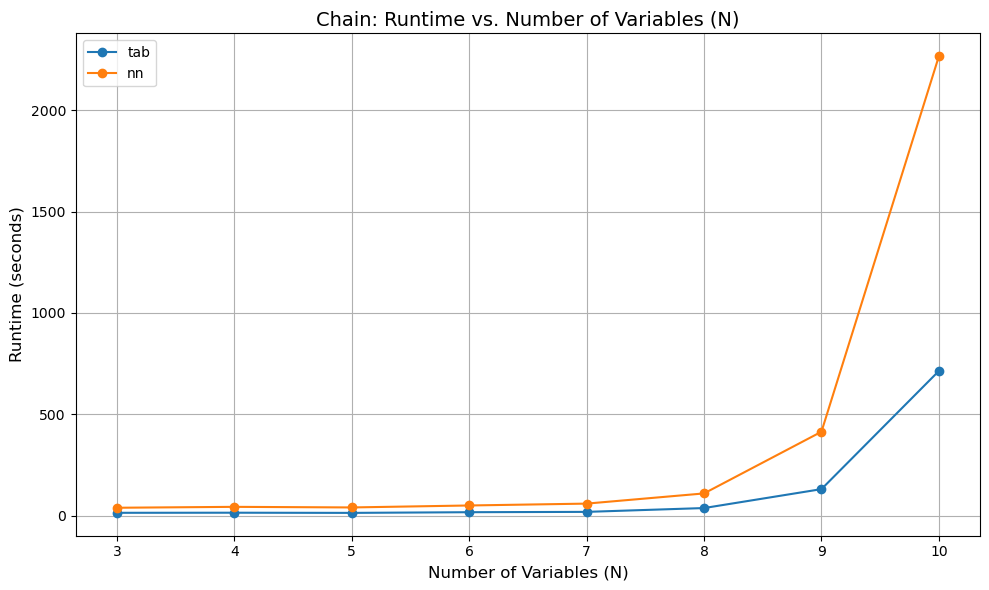 Chain: Runtime vs. Number of Variables (N)
tab
nn
Runtime (seconds)
2000
1500
1000
500
0
3 4 5 6 7 8 9 10
Number of Variables (N)